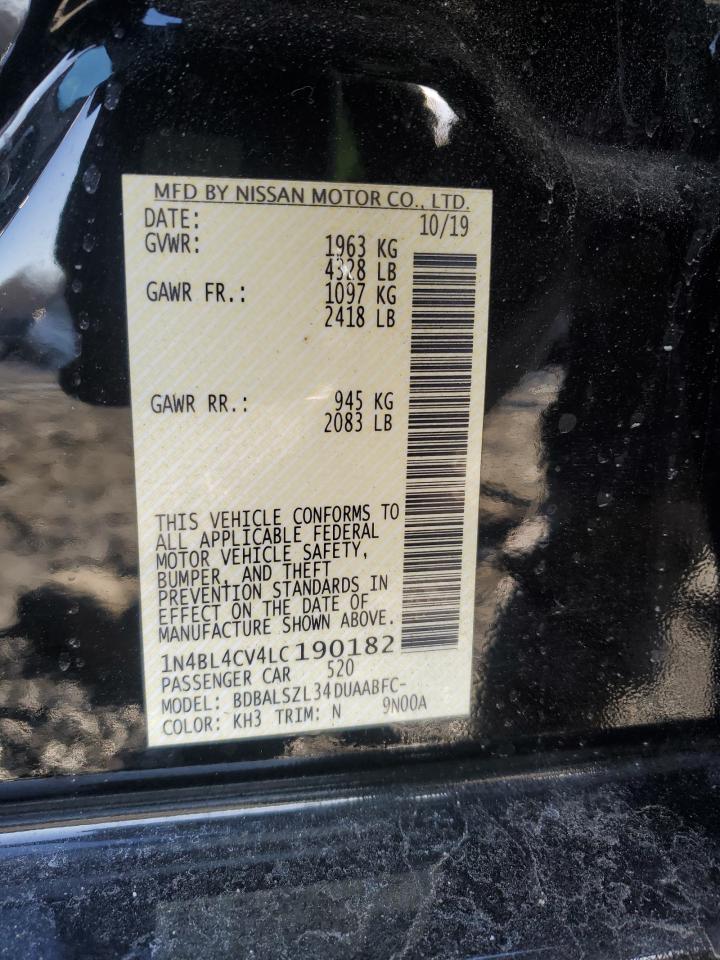 MFD BY NISSAN MOTOR CO., LTD.
DATE: 10/19
GVWR: 1963 KG
4328 LB
GAWR FR.: 1097 KG
2418 LB
GAWR RR.: 945 KG
2083 LB
THIS VEHICLE CONFORMS TO
ALL APPLICABLE FEDERAL
MOTOR VEHICLE SAFETY,
BUMPER, AND THEFT
PREVENTION STANDARDS IN
EFFECT ON THE DATE OF
MANUFACTURE SHOWN ABOVE.
1N4BL4CV4LC190182
PASSENGER CAR 520
MODEL: BDBALSZL34DUAABFC-
COLOR: KH3 TRIM: N 9N00A